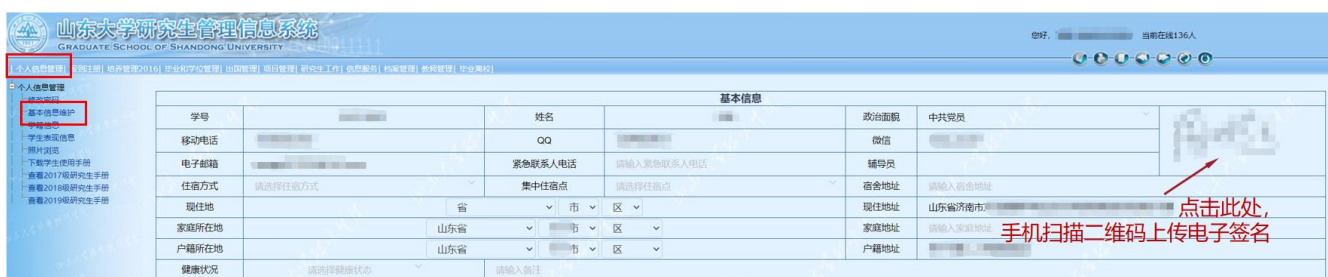 山东大学研究生管理信息系统
GRADUATE SCHOOL OF SHANDONG UNIVERSITY
您好, 当前在线136人
个人信息管理| 报到注册| 培养管理2016| 毕业和学位管理| 出国管理| 项目管理| 研究生工作| 信息服务| 档案管理| 教师管理| 毕业离校|
个人信息管理
修改密码
基本信息维护
学籍信息
学生表现信息
照片浏览
下载学生使用手册
查看2017级研究生手册
查看2018级研究生手册
查看2019级研究生手册
基本信息
学号 姓名 政治面貌 中共党员
移动电话 QQ 微信
电子邮箱 紧急联系人电话 请输入紧急联系人电话 辅导员
住宿方式 请选择住宿方式 集中住宿点 请选择住宿点 宿舍地址 请输入宿舍地址
现住地 省 市 区 现住地址 山东省济南市
家庭所在地 山东省 市 区 家庭地址 请输入家庭地址
户籍所在地 山东省 市 区 户籍地址
健康状况 请选择健康状态 请输入备注
点击此处,
手机扫描二维码上传电子签名